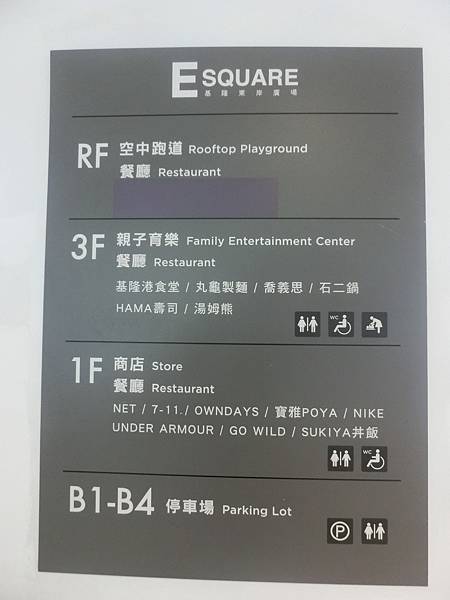 E SQUARE
基隆東岸廣場
RF 空中跑道 Rooftop Playground
餐廳 Restaurant
3F 親子育樂 Family Entertainment Center
餐廳 Restaurant
基隆港食堂 / 丸龜製麵 / 喬義思 / 石二鍋
HAMA壽司 / 湯姆熊
WC
1F 商店 Store
餐廳 Restaurant
NET / 7-11 / OWNDAYS / 寶雅POYA / NIKE
UNDER ARMOUR / GO WILD / SUKIYA丼飯
WC
B1-B4 停車場 Parking Lot
P